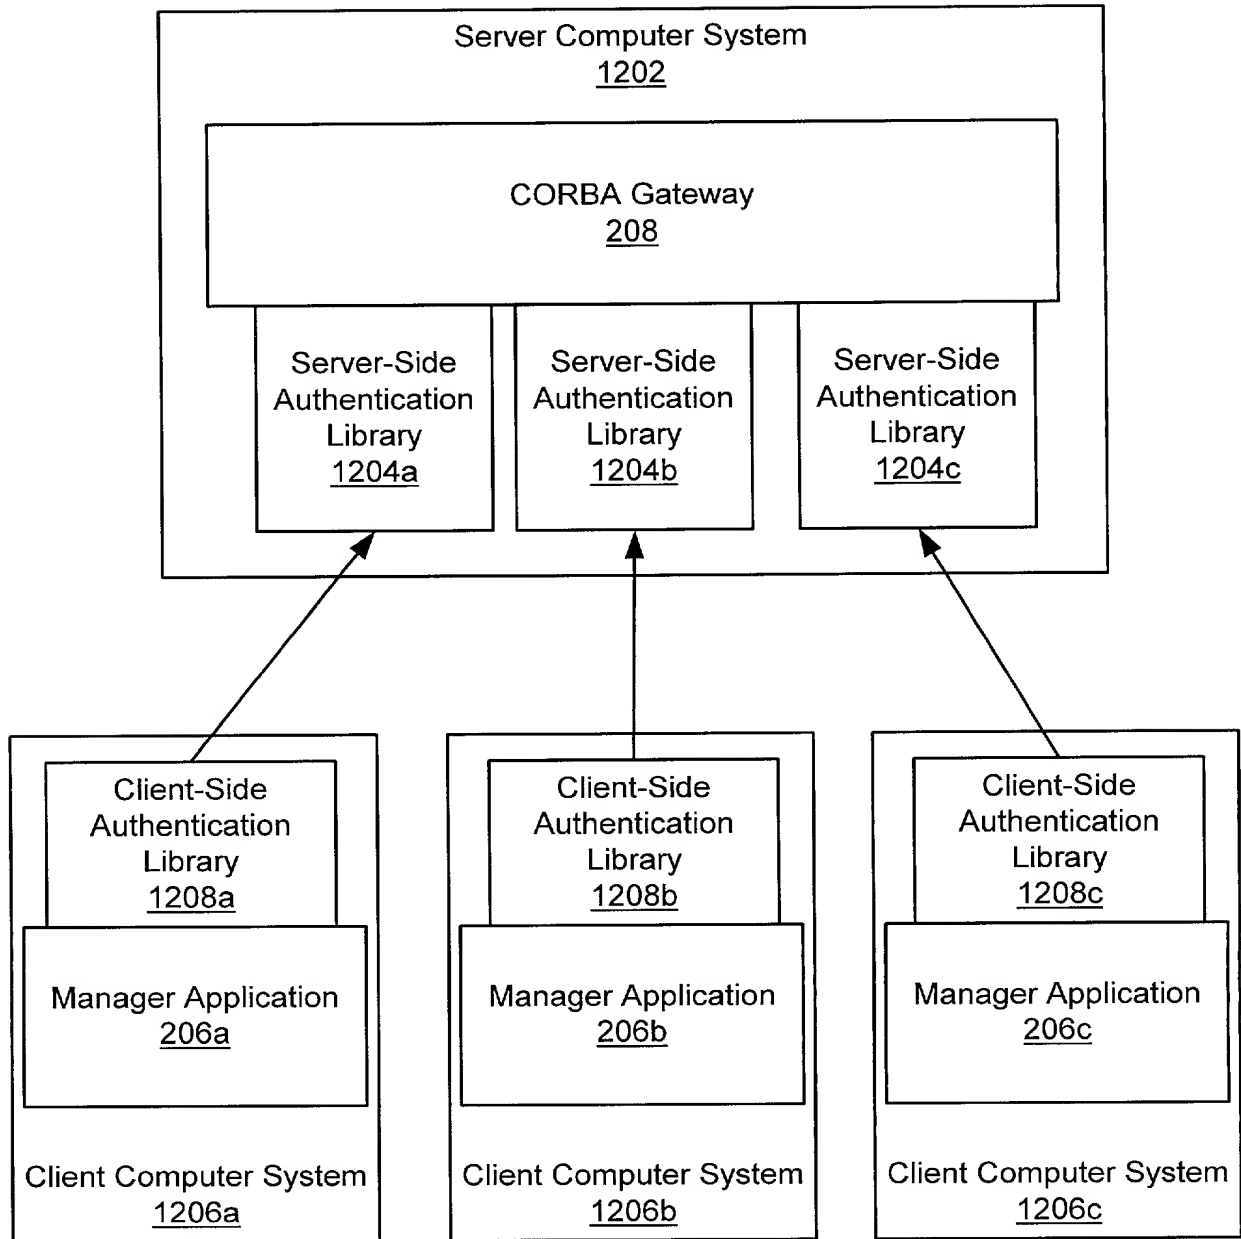 Server Computer System
1202
CORBA Gateway
208
Server-Side
Authentication
Library
1204a
Server-Side
Authentication
Library
1204b
Server-Side
Authentication
Library
1204c
Client-Side
Authentication
Library
1208a
Manager Application
206a
Client Computer System
1206a
Client-Side
Authentication
Library
1208b
Manager Application
206b
Client Computer System
1206b
Client-Side
Authentication
Library
1208c
Manager Application
206c
Client Computer System
1206c